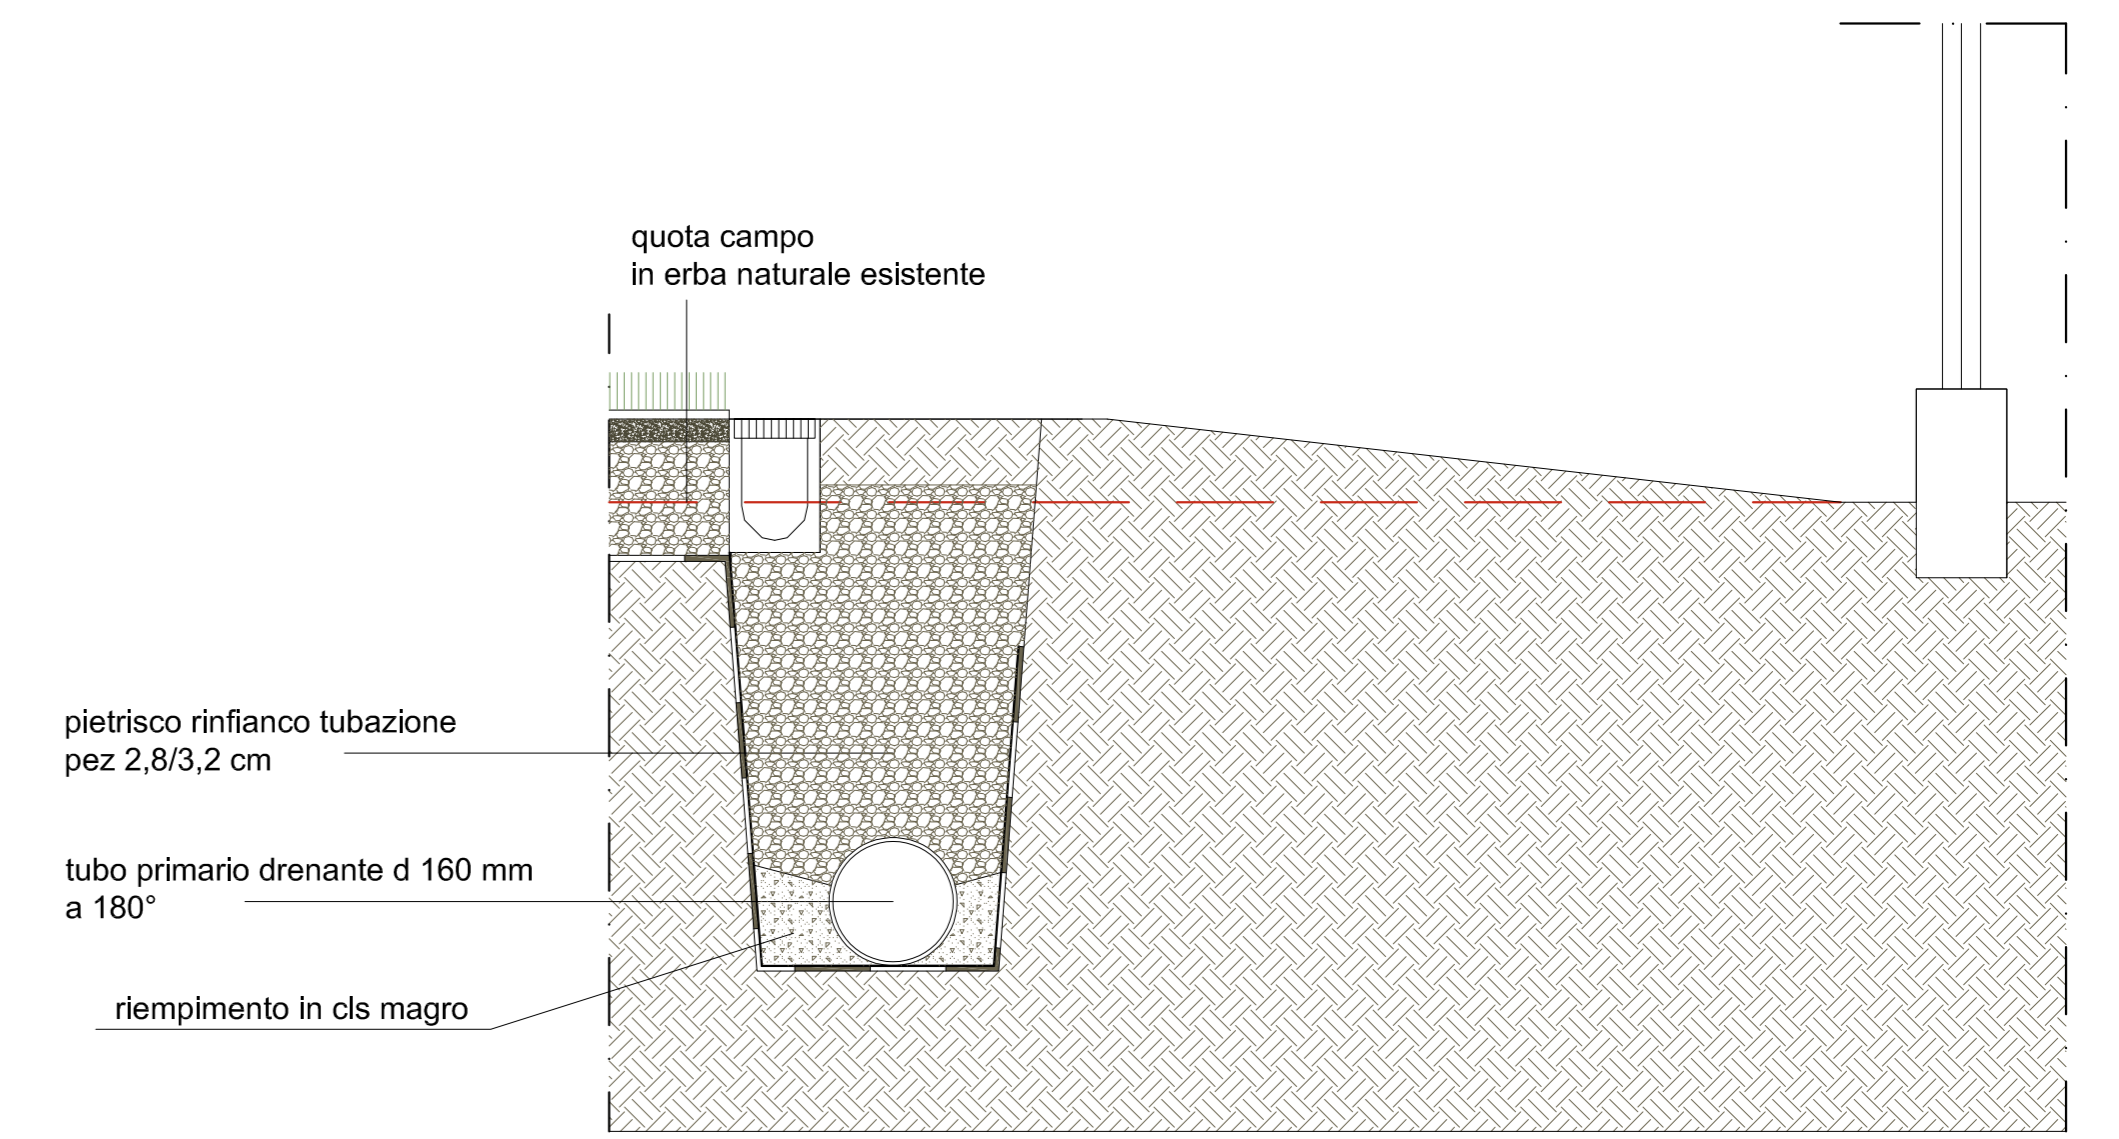 quota campo
in erba naturale esistente
pietrisco rinfianco tubazione
pez 2,8/3,2 cm
tubo primario drenante d 160 mm
a 180°
riempimento in cls magro